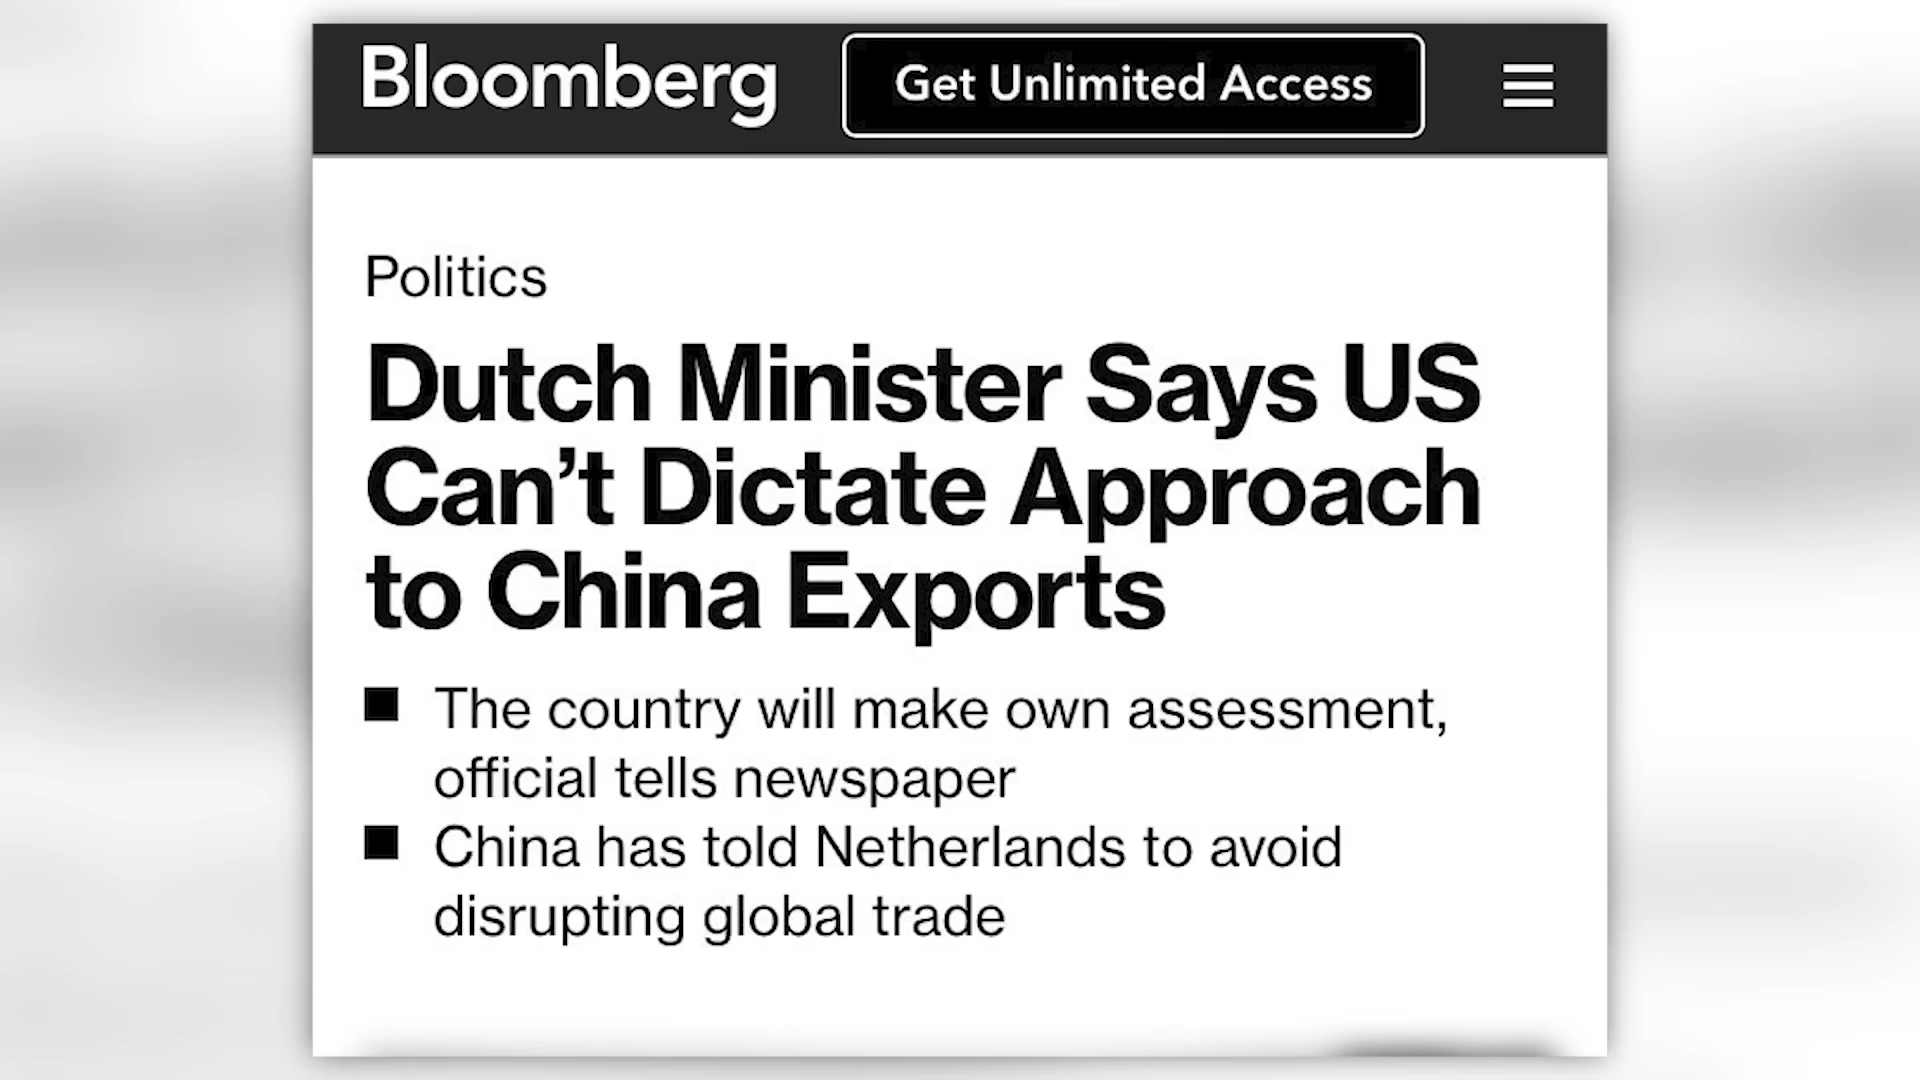 Bloomberg
Get Unlimited Access
Politics
Dutch Minister Says US
Can’t Dictate Approach
to China Exports
■ The country will make own assessment,
official tells newspaper
■ China has told Netherlands to avoid
disrupting global trade